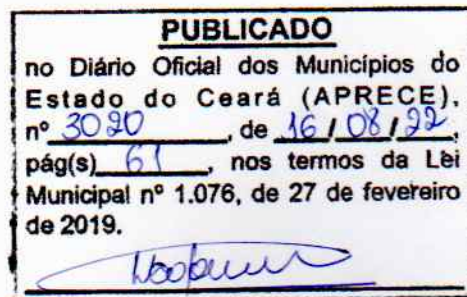 PUBLICADO
no Diário Oficial dos Municípios do
Estado do Ceará (APRECE),
nº 3020, de 16/08/22,
pág(s) 61, nos termos da Lei
Municipal nº 1.076, de 27 de fevereiro
de 2019.